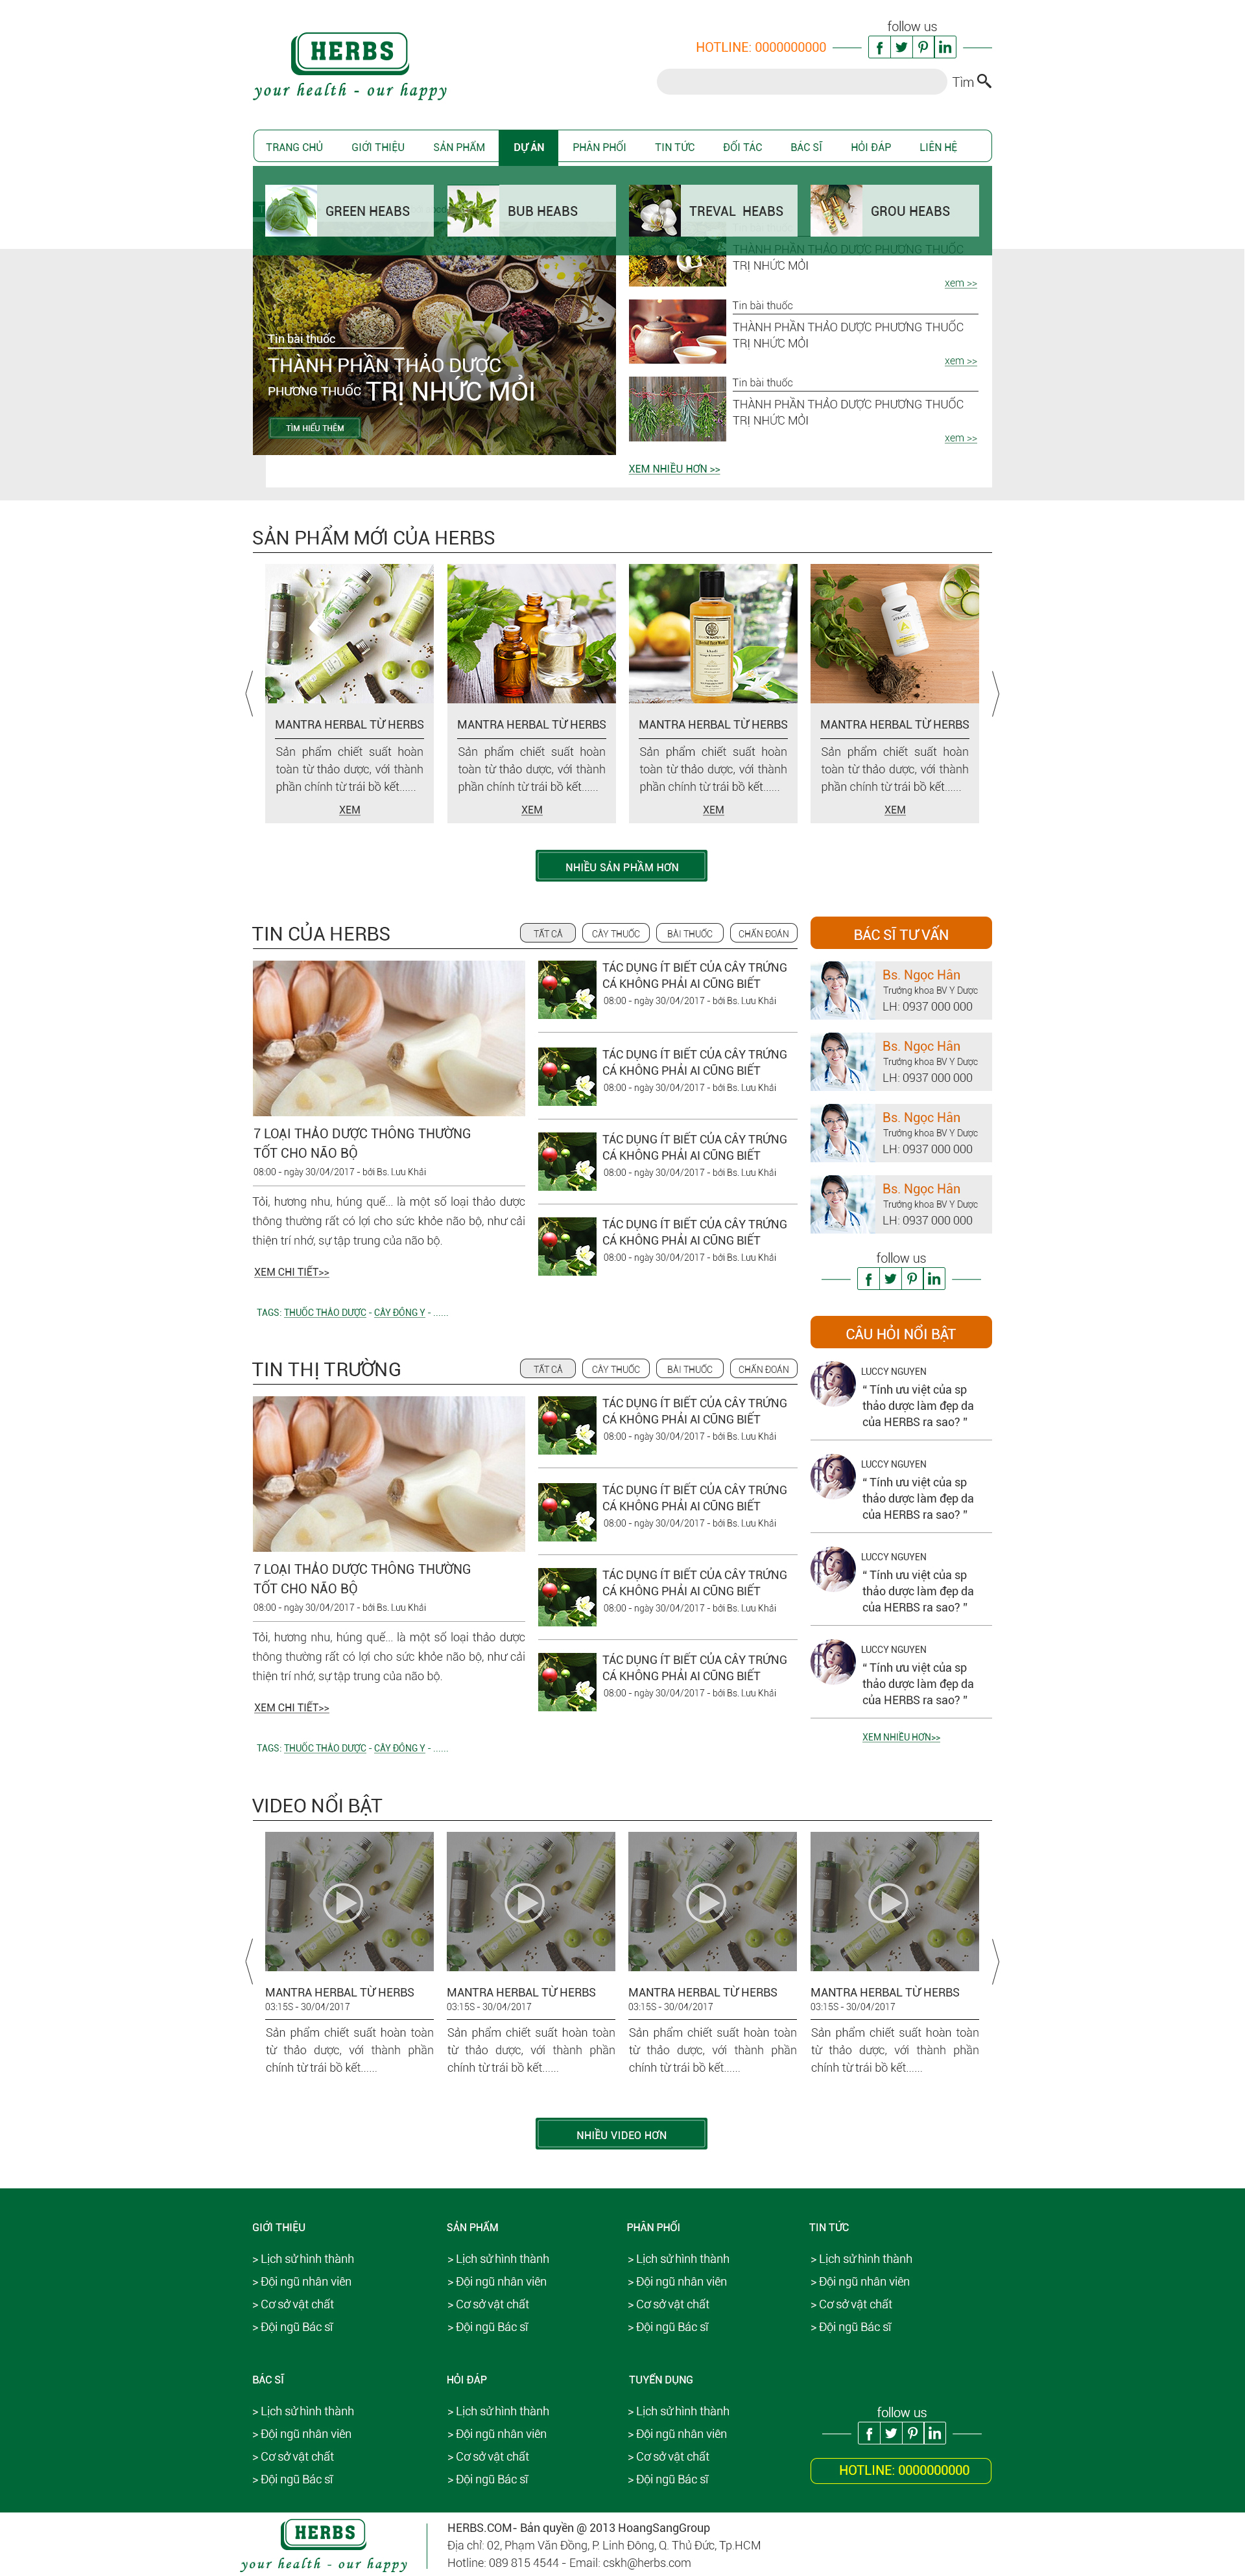 HERBS
your health - our happy
follow us
HOTLINE: 0000000000
Tìm
TRANG CHỦ
GIỚI THIỆU
SẢN PHẨM
DỰ ÁN
PHÂN PHỐI
TIN TỨC
ĐỐI TÁC
BÁC SĨ
HỎI ĐÁP
LIÊN HỆ
GREEN HEABS
BUB HEABS
TREVAL HEABS
GROU HEABS
Tin bài thuốc
THÀNH PHẦN THẢO DƯỢC
PHƯƠNG THUỐC TRỊ NHỨC MỎI
TÌM HIỂU THÊM
THÀNH PHẦN THẢO DƯỢC PHƯƠNG THUỐC
TRỊ NHỨC MỎI
xem >>
Tin bài thuốc
THÀNH PHẦN THẢO DƯỢC PHƯƠNG THUỐC
TRỊ NHỨC MỎI
xem >>
Tin bài thuốc
THÀNH PHẦN THẢO DƯỢC PHƯƠNG THUỐC
TRỊ NHỨC MỎI
xem >>
XEM NHIỀU HƠN >>
SẢN PHẨM MỚI CỦA HERBS
MANTRA HERBAL TỪ HERBS
Sản phẩm chiết suất hoàn
toàn từ thảo dược, với thành
phần chính từ trái bồ kết......
XEM
MANTRA HERBAL TỪ HERBS
Sản phẩm chiết suất hoàn
toàn từ thảo dược, với thành
phần chính từ trái bồ kết......
XEM
MANTRA HERBAL TỪ HERBS
Sản phẩm chiết suất hoàn
toàn từ thảo dược, với thành
phần chính từ trái bồ kết......
XEM
MANTRA HERBAL TỪ HERBS
Sản phẩm chiết suất hoàn
toàn từ thảo dược, với thành
phần chính từ trái bồ kết......
XEM
NHIỀU SẢN PHẦM HƠN
TIN CỦA HERBS
TẤT CẢ
CÂY THUỐC
BÀI THUỐC
CHẨN ĐOÁN
7 LOẠI THẢO DƯỢC THÔNG THƯỜNG
TỐT CHO NÃO BỘ
08:00 - ngày 30/04/2017 - bởi Bs. Lưu Khải
Tỏi, hương nhu, húng quế... là một số loại thảo dược
thông thường rất có lợi cho sức khỏe não bộ, như cải
thiện trí nhớ, sự tập trung của não bộ.
XEM CHI TIẾT>>
TAGS: THUỐC THẢO DƯỢC - CÂY ĐÔNG Y - ......
TÁC DỤNG ÍT BIẾT CỦA CÂY TRỨNG
CÁ KHÔNG PHẢI AI CŨNG BIẾT
08:00 - ngày 30/04/2017 - bởi Bs. Lưu Khải
TÁC DỤNG ÍT BIẾT CỦA CÂY TRỨNG
CÁ KHÔNG PHẢI AI CŨNG BIẾT
08:00 - ngày 30/04/2017 - bởi Bs. Lưu Khải
TÁC DỤNG ÍT BIẾT CỦA CÂY TRỨNG
CÁ KHÔNG PHẢI AI CŨNG BIẾT
08:00 - ngày 30/04/2017 - bởi Bs. Lưu Khải
TÁC DỤNG ÍT BIẾT CỦA CÂY TRỨNG
CÁ KHÔNG PHẢI AI CŨNG BIẾT
08:00 - ngày 30/04/2017 - bởi Bs. Lưu Khải
BÁC SĨ TƯ VẤN
Bs. Ngọc Hân
Trưởng khoa BV Y Dược
LH: 0937 000 000
Bs. Ngọc Hân
Trưởng khoa BV Y Dược
LH: 0937 000 000
Bs. Ngọc Hân
Trưởng khoa BV Y Dược
LH: 0937 000 000
Bs. Ngọc Hân
Trưởng khoa BV Y Dược
LH: 0937 000 000
follow us
TIN THỊ TRƯỜNG
TẤT CẢ
CÂY THUỐC
BÀI THUỐC
CHẨN ĐOÁN
7 LOẠI THẢO DƯỢC THÔNG THƯỜNG
TỐT CHO NÃO BỘ
08:00 - ngày 30/04/2017 - bởi Bs. Lưu Khải
Tỏi, hương nhu, húng quế... là một số loại thảo dược
thông thường rất có lợi cho sức khỏe não bộ, như cải
thiện trí nhớ, sự tập trung của não bộ.
XEM CHI TIẾT>>
TAGS: THUỐC THẢO DƯỢC - CÂY ĐÔNG Y - ......
TÁC DỤNG ÍT BIẾT CỦA CÂY TRỨNG
CÁ KHÔNG PHẢI AI CŨNG BIẾT
08:00 - ngày 30/04/2017 - bởi Bs. Lưu Khải
TÁC DỤNG ÍT BIẾT CỦA CÂY TRỨNG
CÁ KHÔNG PHẢI AI CŨNG BIẾT
08:00 - ngày 30/04/2017 - bởi Bs. Lưu Khải
TÁC DỤNG ÍT BIẾT CỦA CÂY TRỨNG
CÁ KHÔNG PHẢI AI CŨNG BIẾT
08:00 - ngày 30/04/2017 - bởi Bs. Lưu Khải
TÁC DỤNG ÍT BIẾT CỦA CÂY TRỨNG
CÁ KHÔNG PHẢI AI CŨNG BIẾT
08:00 - ngày 30/04/2017 - bởi Bs. Lưu Khải
CÂU HỎI NỔI BẬT
LUCCY NGUYEN
“ Tính ưu việt của sp
thảo dược làm đẹp da
của HERBS ra sao? ”
LUCCY NGUYEN
“ Tính ưu việt của sp
thảo dược làm đẹp da
của HERBS ra sao? ”
LUCCY NGUYEN
“ Tính ưu việt của sp
thảo dược làm đẹp da
của HERBS ra sao? ”
LUCCY NGUYEN
“ Tính ưu việt của sp
thảo dược làm đẹp da
của HERBS ra sao? ”
XEM NHIỀU HƠN>>
VIDEO NỔI BẬT
MANTRA HERBAL TỪ HERBS
03:15S - 30/04/2017
Sản phẩm chiết suất hoàn toàn
từ thảo dược, với thành phần
chính từ trái bồ kết......
MANTRA HERBAL TỪ HERBS
03:15S - 30/04/2017
Sản phẩm chiết suất hoàn toàn
từ thảo dược, với thành phần
chính từ trái bồ kết......
MANTRA HERBAL TỪ HERBS
03:15S - 30/04/2017
Sản phẩm chiết suất hoàn toàn
từ thảo dược, với thành phần
chính từ trái bồ kết......
MANTRA HERBAL TỪ HERBS
03:15S - 30/04/2017
Sản phẩm chiết suất hoàn toàn
từ thảo dược, với thành phần
chính từ trái bồ kết......
NHIỀU VIDEO HƠN
GIỚI THIỆU
> Lịch sử hình thành
> Đội ngũ nhân viên
> Cơ sở vật chất
> Đội ngũ Bác sĩ
SẢN PHẨM
> Lịch sử hình thành
> Đội ngũ nhân viên
> Cơ sở vật chất
> Đội ngũ Bác sĩ
PHÂN PHỐI
> Lịch sử hình thành
> Đội ngũ nhân viên
> Cơ sở vật chất
> Đội ngũ Bác sĩ
TIN TỨC
> Lịch sử hình thành
> Đội ngũ nhân viên
> Cơ sở vật chất
> Đội ngũ Bác sĩ
BÁC SĨ
> Lịch sử hình thành
> Đội ngũ nhân viên
> Cơ sở vật chất
> Đội ngũ Bác sĩ
HỎI ĐÁP
> Lịch sử hình thành
> Đội ngũ nhân viên
> Cơ sở vật chất
> Đội ngũ Bác sĩ
TUYỂN DỤNG
> Lịch sử hình thành
> Đội ngũ nhân viên
> Cơ sở vật chất
> Đội ngũ Bác sĩ
follow us
HOTLINE: 0000000000
HERBS
your health - our happy
HERBS.COM- Bản quyền @ 2013 HoangSangGroup
Địa chỉ: 02, Phạm Văn Đồng, P. Linh Đông, Q. Thủ Đức, Tp.HCM
Hotline: 089 815 4544 - Email: cskh@herbs.com